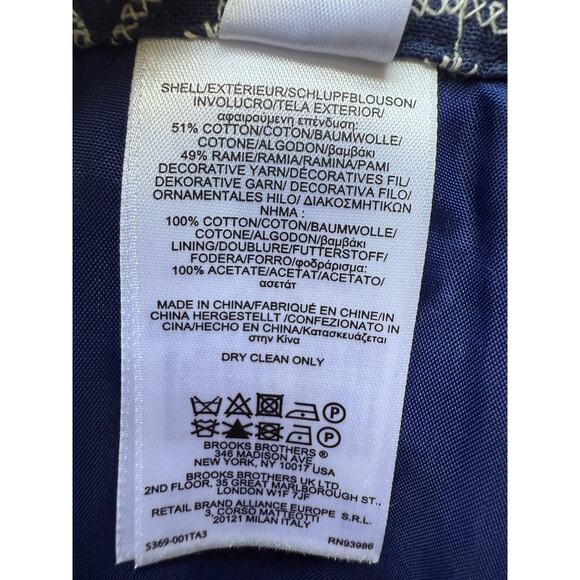 SHELL/EXTÉRIEUR/SCHLUPFBLOUSON/
INVOLUCRO/TELA EXTERIOR/
αφαιρούμενη επένδυση:
51% COTTON/COTON/BAUMWOLLE/
COTONE/ALGODON/βαμβάκι
49% RAMIE/RAMIA/RAMINA/PAMI
DECORATIVE YARN/DÉCORATIVES FIL/
DEKORATIVE GARN/ DECORATIVA FILO/
ORNAMENTALES HILO/ ΔΙΑΚΟΣΜΗΤΙΚΩΝ
ΝΗΜΑ :
100% COTTON/COTON/BAUMWOLLE/
COTONE/ALGODON/βαμβάκι
LINING/DOUBLURE/FUTTERSTOFF/
FODERA/FORRO/φοδράρισμα:
100% ACETATE/ACETAT/ACETATO/
ασετάτ
MADE IN CHINA/FABRIQUÉ EN CHINE/IN
CHINA HERGESTELLT /CONFEZIONATO IN
CINA/HECHO EN CHINA/Κατασκευάζεται
στην Κίνα
DRY CLEAN ONLY
P
P
BROOKS BROTHERS ®
346 MADISON AVE
NEW YORK, NY 10017 USA
BROOKS BROTHERS UK LTD,
2ND FLOOR, 35 GREAT MARLBOROUGH ST.,
LONDON W1F 7JF
RETAIL BRAND ALLIANCE EUROPE S.R.L.
3, CORSO MATTEOTTI
20121 MILAN ITALY
5369-001TA3 RN93986